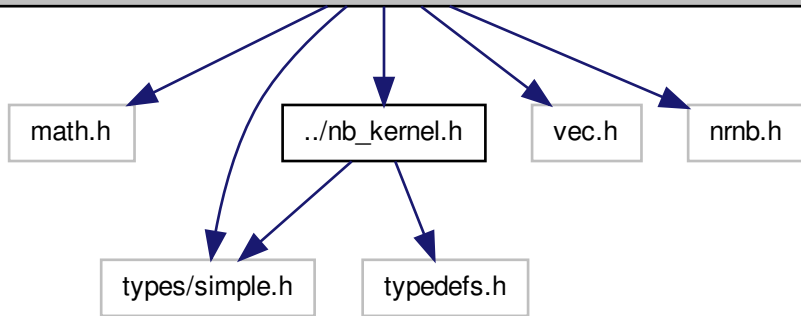 math.h
../nb_kernel.h
vec.h
nrnb.h
types/simple.h
typedefs.h